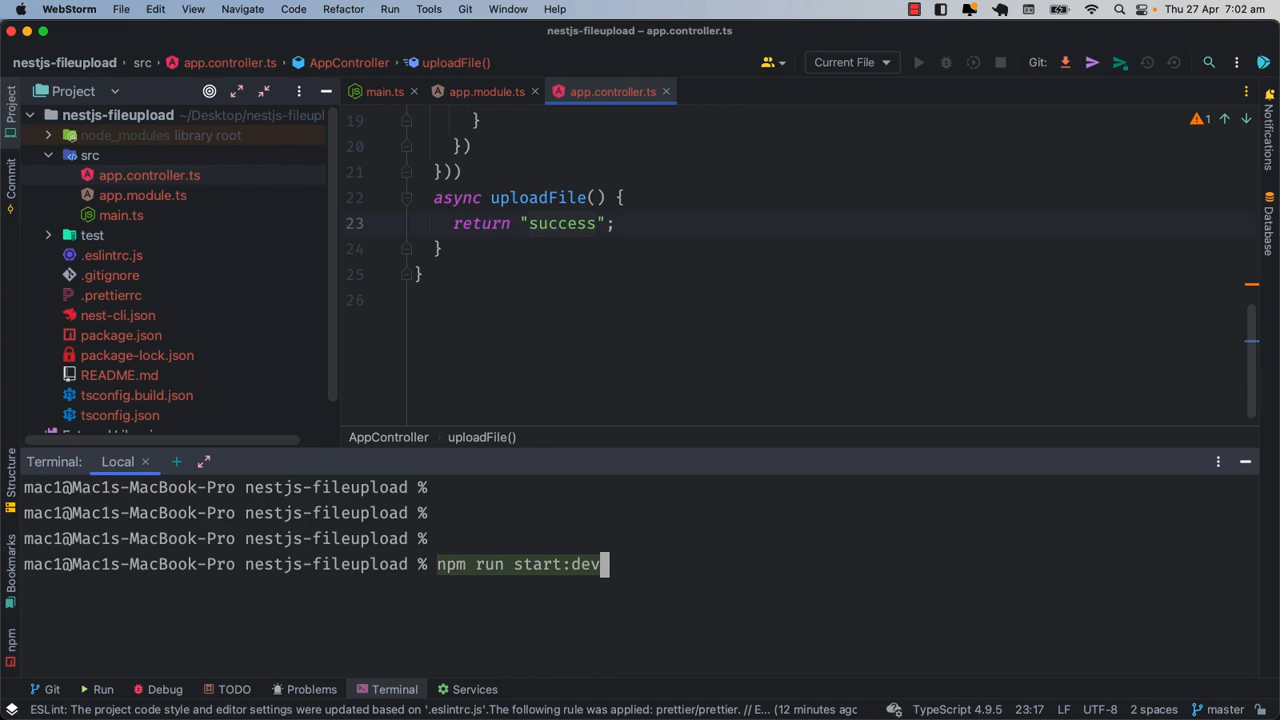 WebStorm File Edit View Navigate Code Refactor Run Tools Git Window Help Thu 27 Apr 7:02 am
nestjs-fileupload – app.controller.ts
nestjs-fileupload src app.controller.ts AppController uploadFile() Current File Git:
Project main.ts app.module.ts app.controller.ts
nestjs-fileupload ~/Desktop/nestjs-fileupl
node_modules library root
src
app.controller.ts
app.module.ts
main.ts
test
.eslintrc.js
.gitignore
.prettierrc
nest-cli.json
package.json
package-lock.json
README.md
tsconfig.build.json
tsconfig.json
19 }
20 })
21 }))
22 async uploadFile() {
23 return "success";
24 }
25 }
26
1
AppController uploadFile()
Project
Commit
Structure
Bookmarks
npm
Notifications
Database
Terminal: Local
mac1@Mac1s-MacBook-Pro nestjs-fileupload %
mac1@Mac1s-MacBook-Pro nestjs-fileupload %
mac1@Mac1s-MacBook-Pro nestjs-fileupload %
mac1@Mac1s-MacBook-Pro nestjs-fileupload % npm run start:dev
Git Run Debug TODO Problems Terminal Services
ESLint: The project code style and editor settings were updated based on '.eslintrc.js'.The following rule was applied: prettier/prettier. // E... (12 minutes ago) TypeScript 4.9.5 23:17 LF UTF-8 2 spaces master